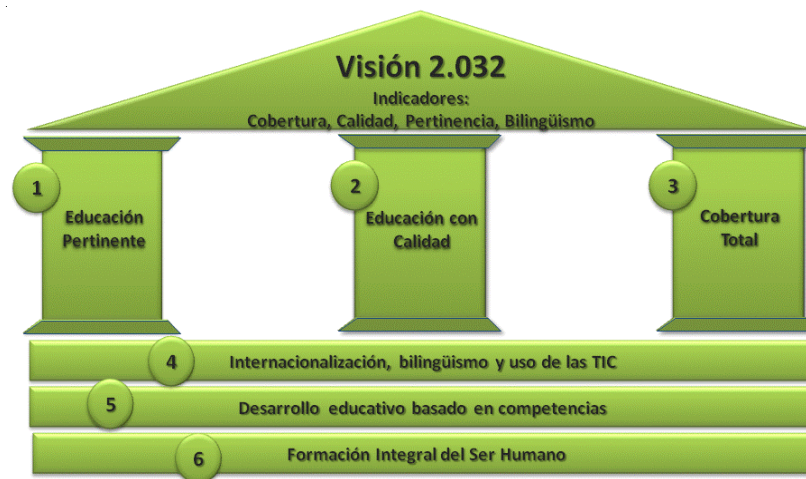 Visión 2.032
Indicadores:
Cobertura, Calidad, Pertinencia, Bilingüismo
1
Educación
Pertinente
2
Educación con
Calidad
3
Cobertura
Total
4
Internacionalización, bilingüismo y uso de las TIC
5
Desarrollo educativo basado en competencias
6
Formación Integral del Ser Humano